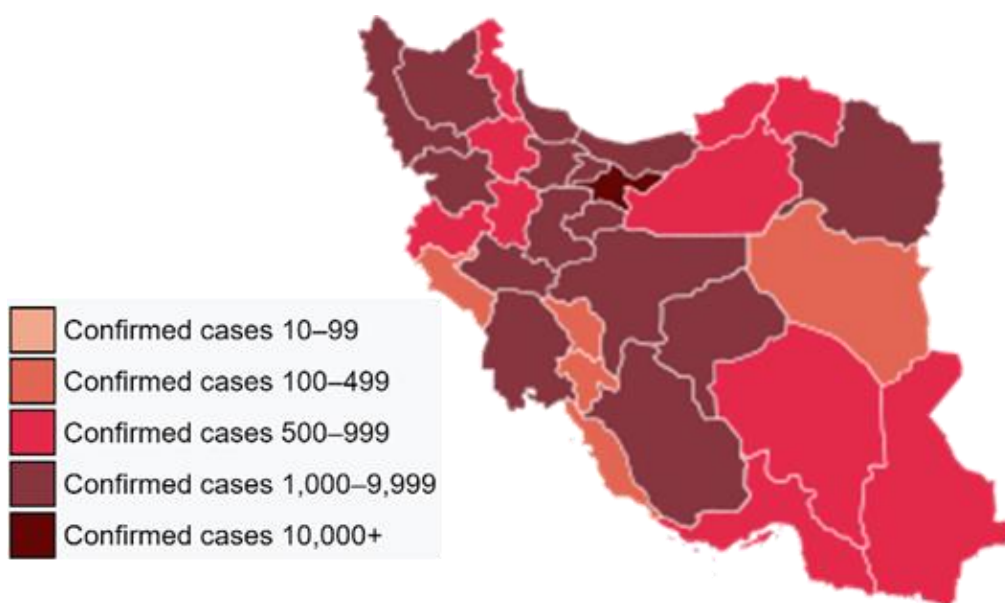 Confirmed cases 10–99
Confirmed cases 100–499
Confirmed cases 500–999
Confirmed cases 1,000–9,999
Confirmed cases 10,000+